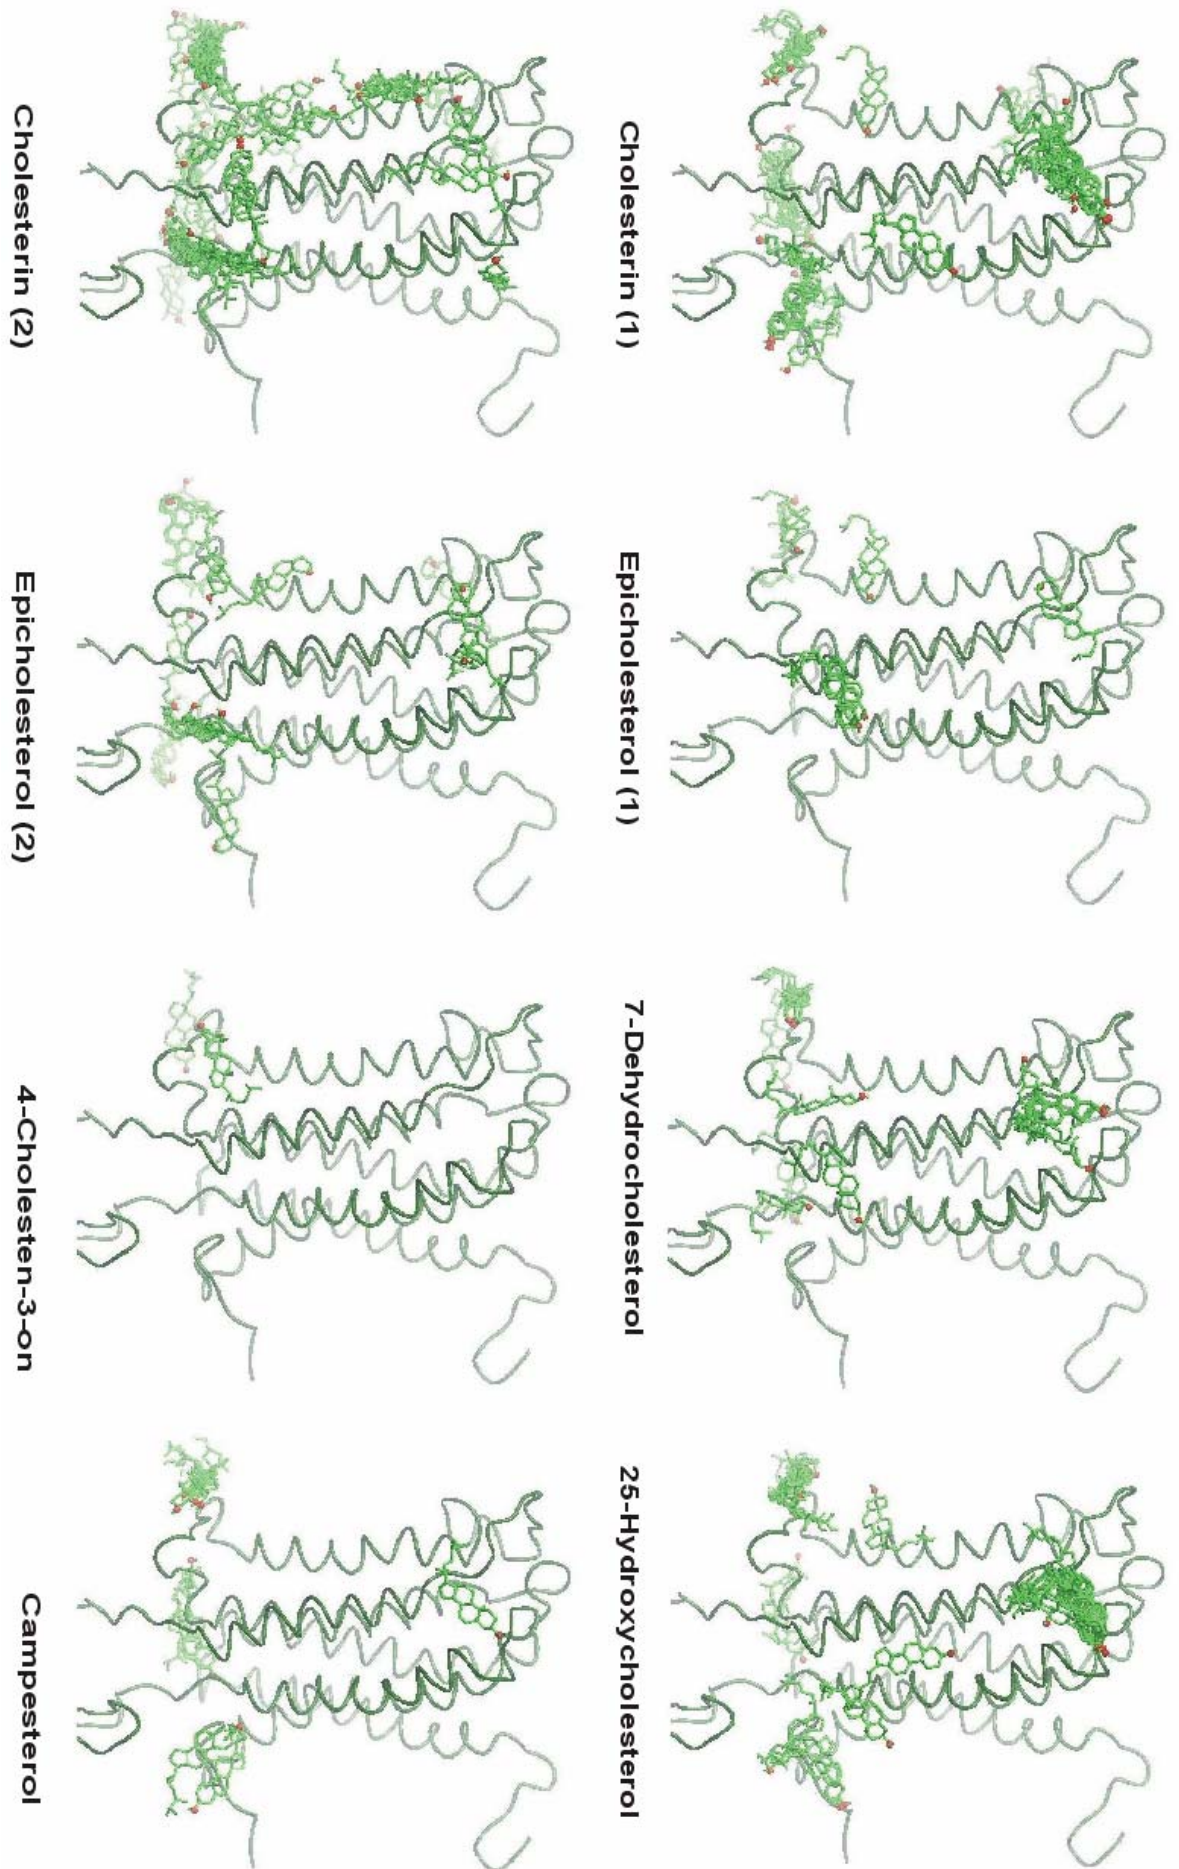 Cholesterin (1)
Epicholesterol (1)
7-Dehydrocholesterol
25-Hydroxycholesterol
Cholesterin (2)
Epicholesterol (2)
4-Cholesten-3-on
Campesterol